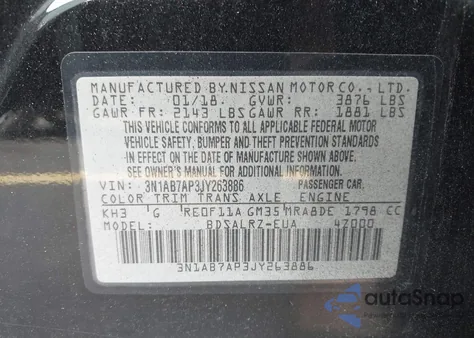 MANUFACTURED BY:NISSAN MOTOR CO., LTD.
DATE: 01/18. GVWR: 3876 LBS
GAWR FR: 2143 LBS GAWR RR: 1881 LBS
THIS VEHICLE CONFORMS TO ALL APPLICABLE FEDERAL MOTOR
VEHICLE SAFETY, BUMPER AND THEFT PREVENTION STANDARDS
IN EFFECT ON THE DATE OF MANUFACTURE SHOWN ABOVE. SEE
OWNER'S MANUAL FOR ADDITIONAL INFORMATION.
VIN: 3N1AB7AP3JY263886 PASSENGER CAR.
COLOR TRIM TRANS AXLE ENGINE
KH3 G RE0F11A GM35 MRA8DE 1798 CC
MODEL: BDSALRZ-EUA 47000
3N1AB7AP3JY263886
autoSnap